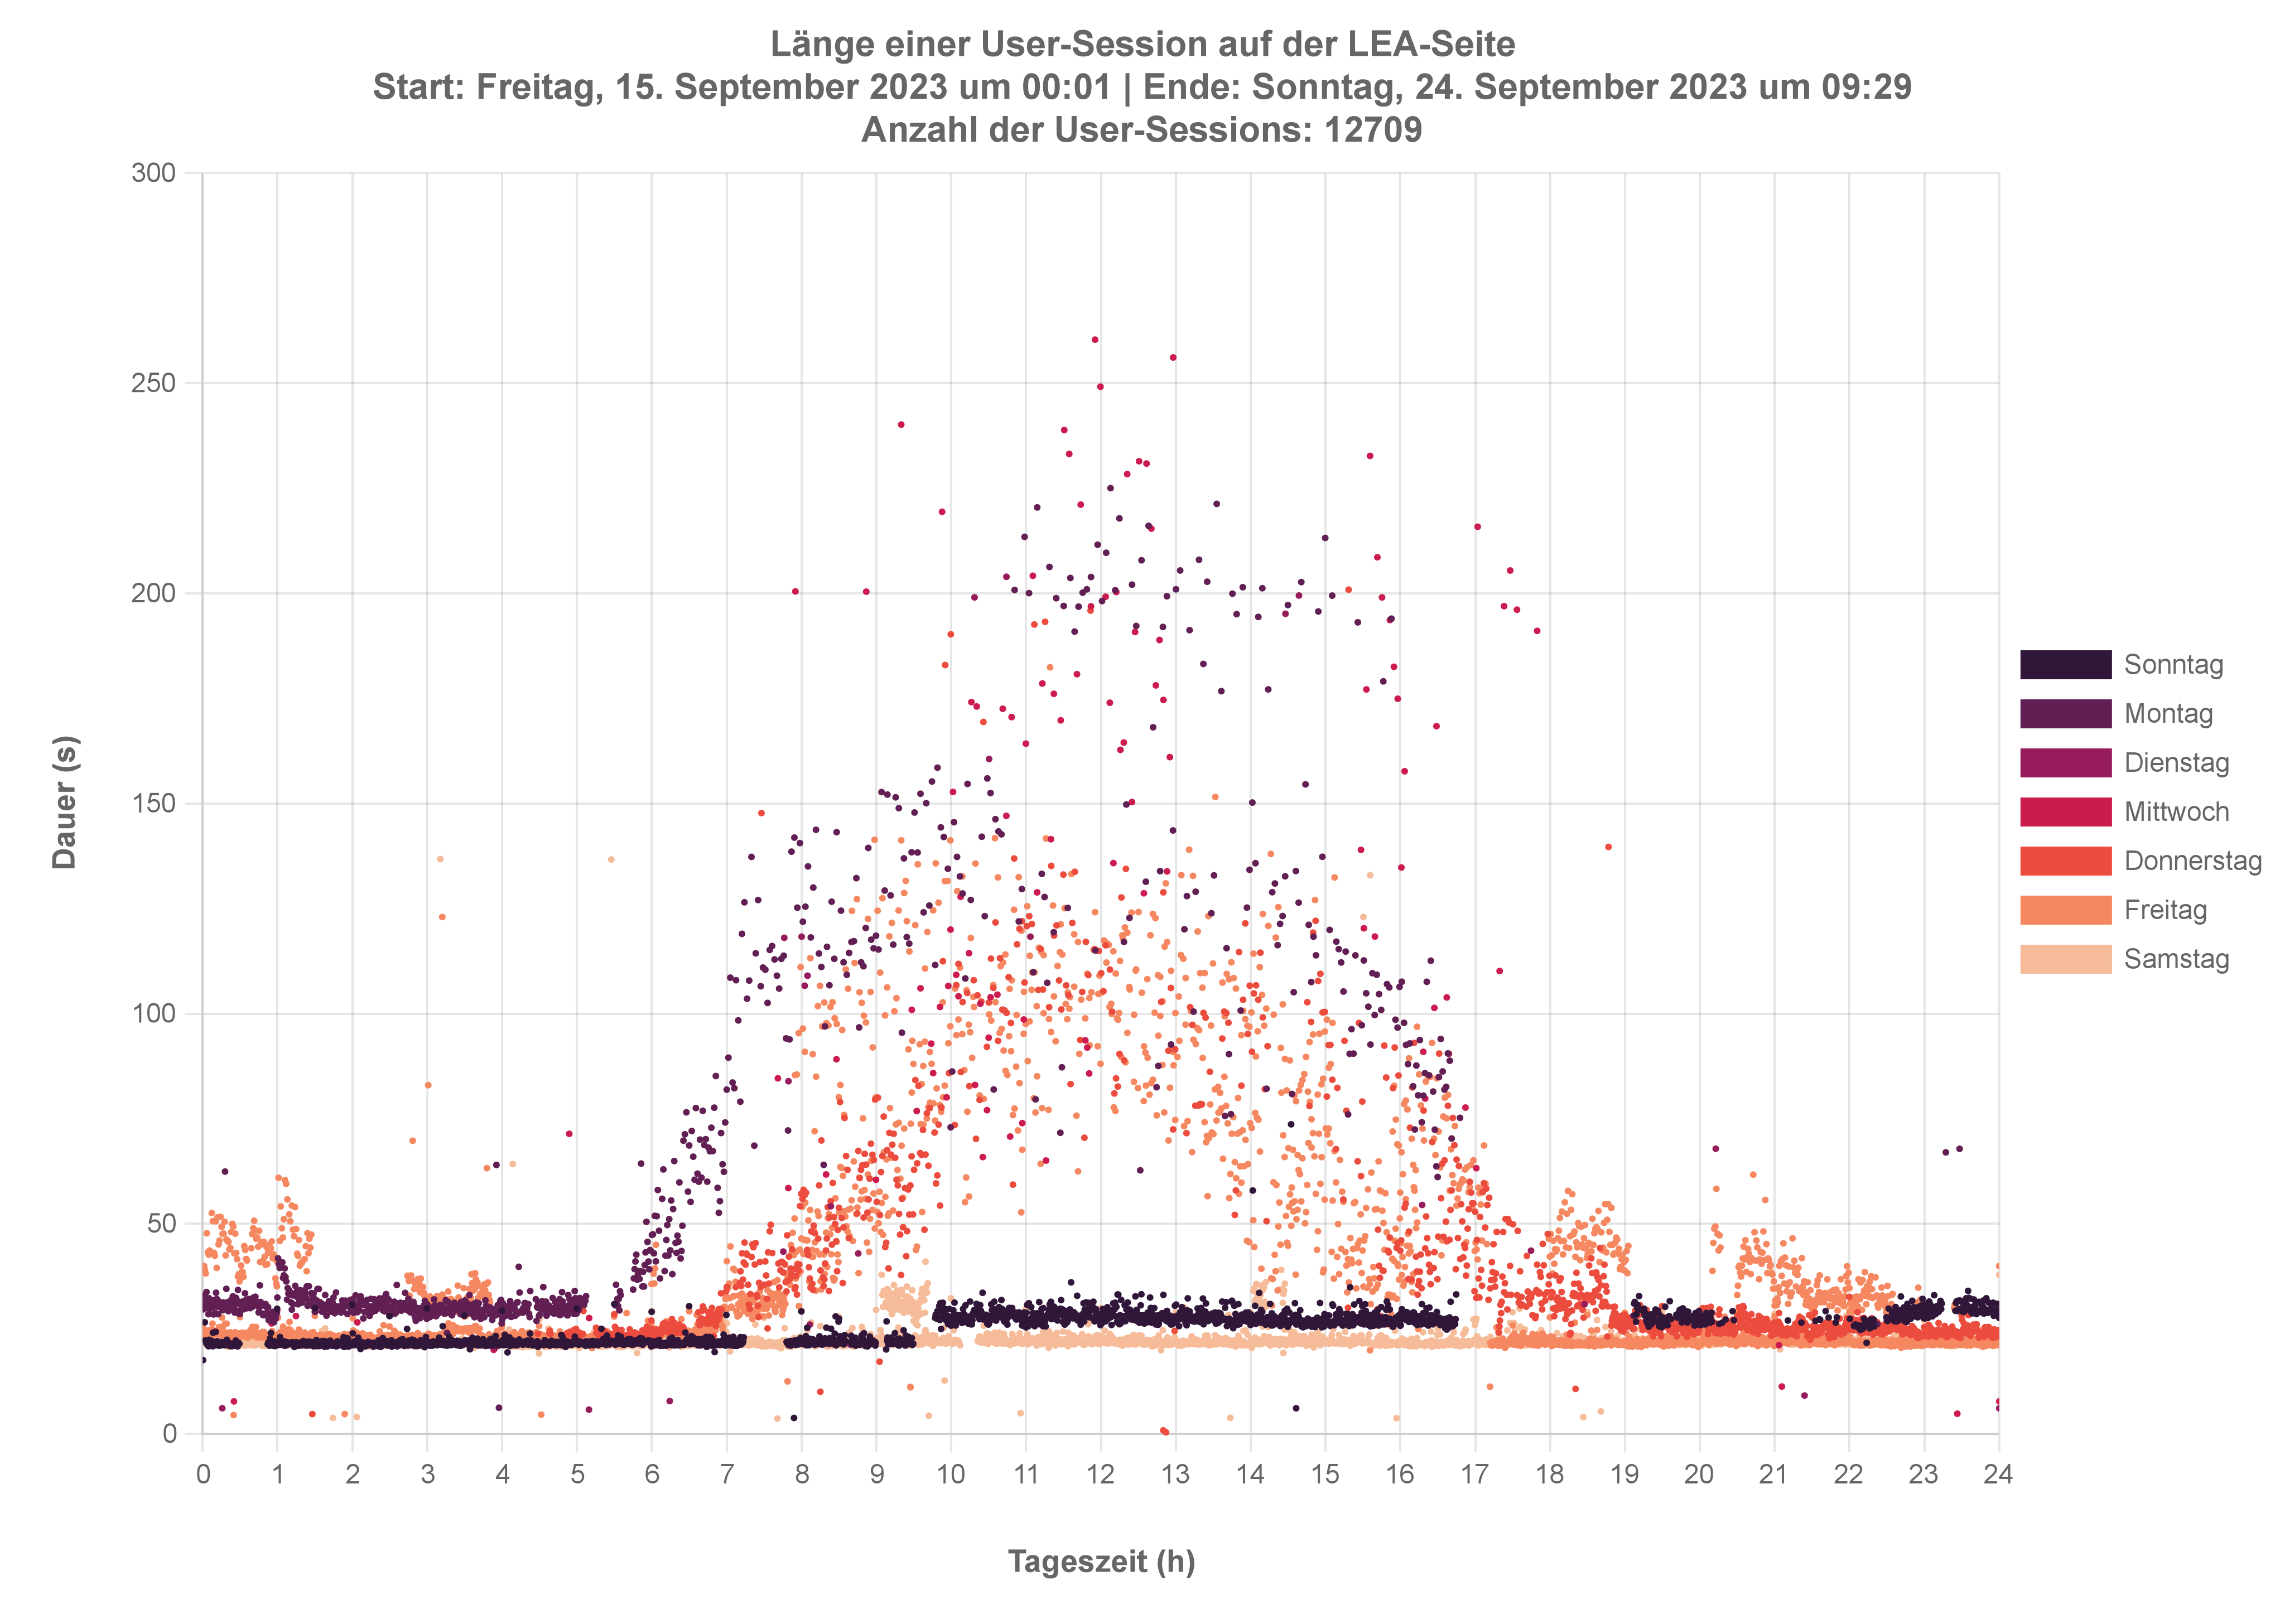 Länge einer User-Session auf der LEA-Seite
Start: Freitag, 15. September 2023 um 00:01 | Ende: Sonntag, 24. September 2023 um 09:29
Anzahl der User-Sessions: 12709
300
250
200
150
100
50
0
Dauer (s)
0 1 2 3 4 5 6 7 8 9 10 11 12 13 14 15 16 17 18 19 20 21 22 23 24
Tageszeit (h)
Sonntag
Montag
Dienstag
Mittwoch
Donnerstag
Freitag
Samstag